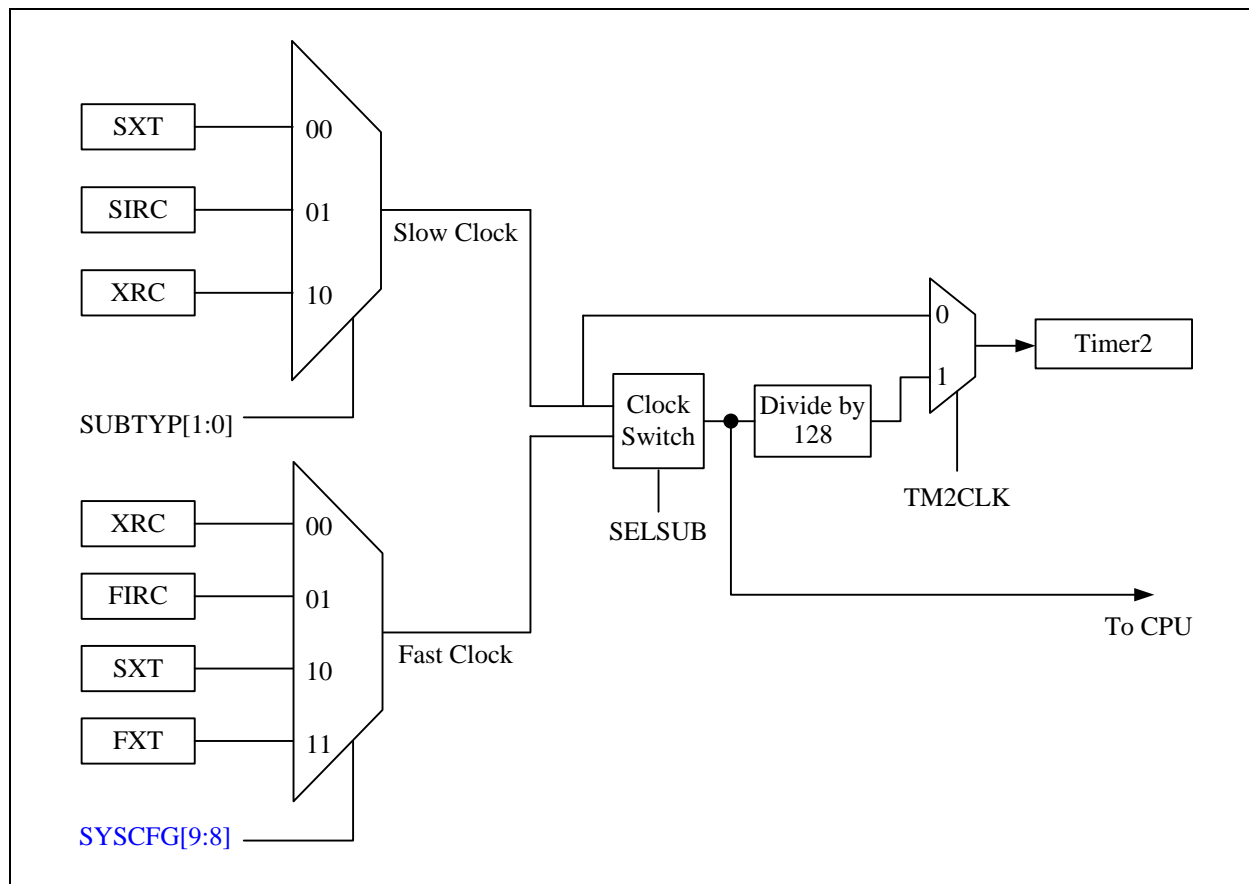 SXT
00
SIRC
01
XRC
10
Slow Clock
SUBTYP[1:0]
XRC
00
FIRC
01
SXT
10
FXT
11
Fast Clock
SYSCFG[9:8]
Clock
Switch
SELSUB
Divide by
128
0
1
TM2CLK
Timer2
To CPU